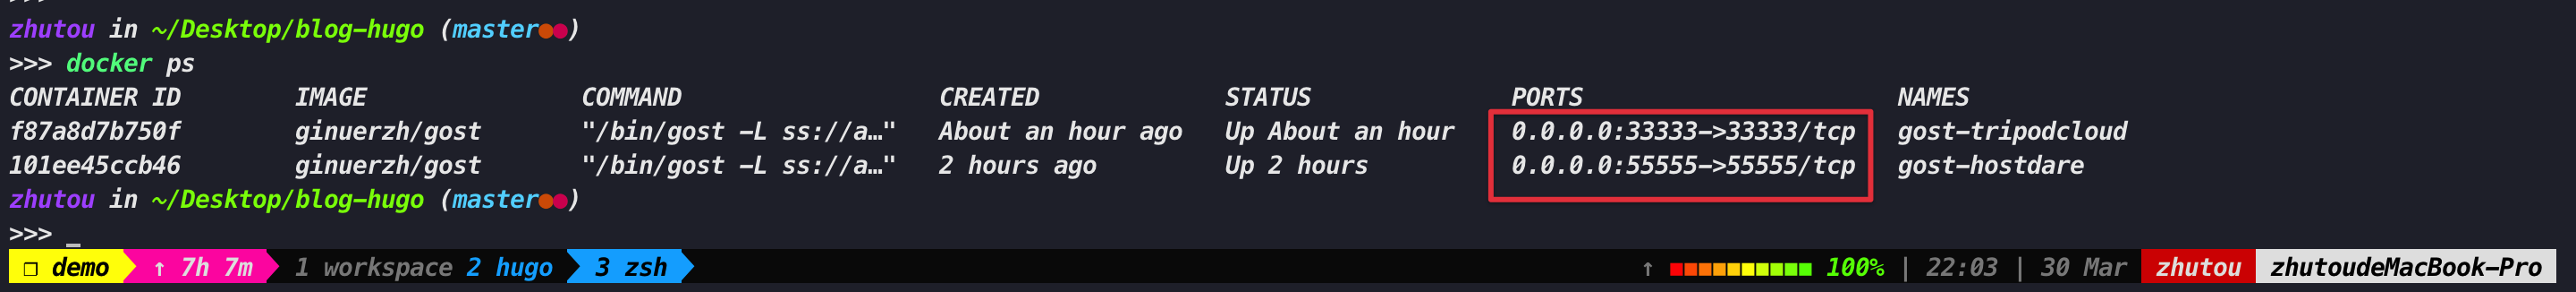 >>>
zhutou in ~/Desktop/blog-hugo (master●●)
>>> docker ps
CONTAINER ID IMAGE COMMAND CREATED STATUS PORTS NAMES
f87a8d7b750f ginuerzh/gost "/bin/gost -L ss://a…" About an hour ago Up About an hour 0.0.0.0:33333->33333/tcp gost-tripodcloud
101ee45ccb46 ginuerzh/gost "/bin/gost -L ss://a…" 2 hours ago Up 2 hours 0.0.0.0:55555->55555/tcp gost-hostdare
zhutou in ~/Desktop/blog-hugo (master●●)
>>> _
❐ demo ↑ 7h 7m 1 workspace 2 hugo 3 zsh ↑ 100% | 22:03 | 30 Mar zhutou zhutoudeMacBook-Pro